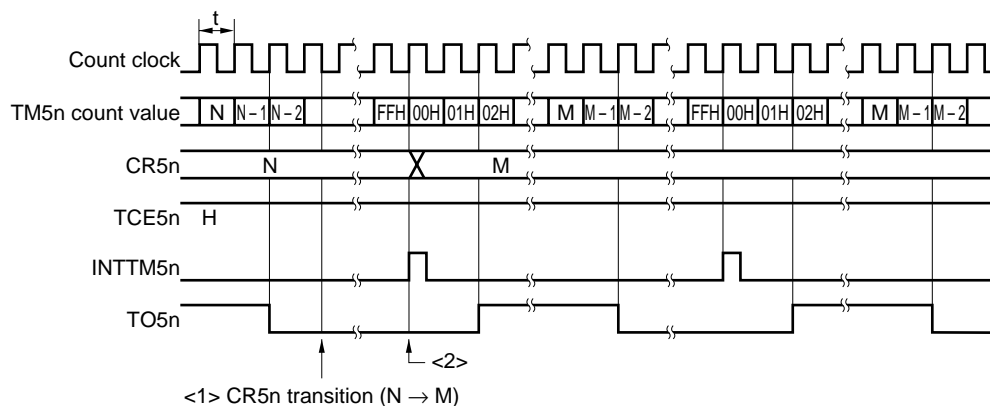 t
Count clock
TM5n count value N N – 1 N – 2 FFH 00H 01H 02H M M – 1 M – 2 FFH 00H 01H 02H M M – 1 M – 2
CR5n N M
TCE5n H
INTTM5n
TO5n
<2>
<1> CR5n transition (N → M)